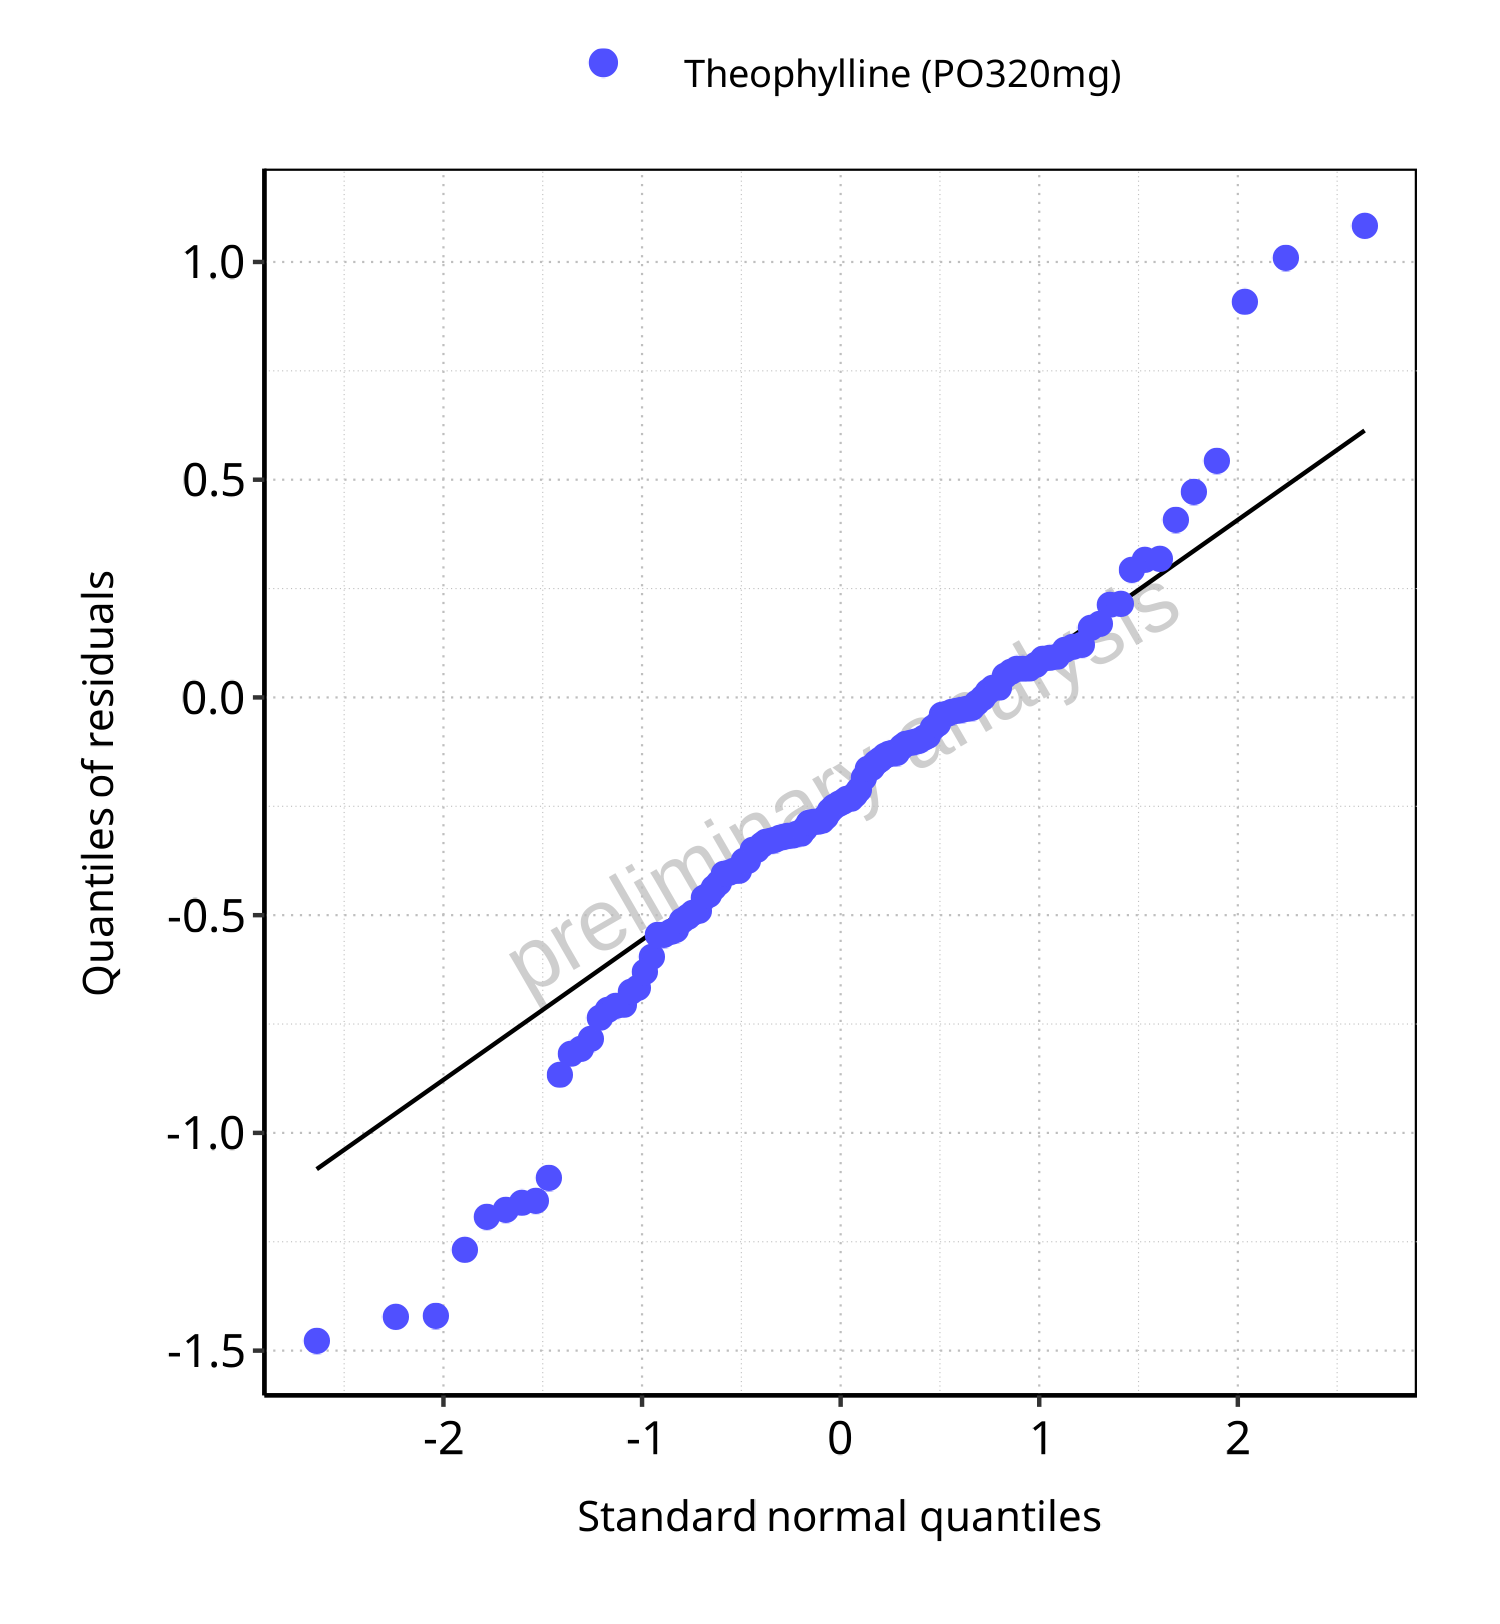 Theophylline (PO320mg)
1.0
0.5
0.0
-0.5
-1.0
-1.5
Quantiles of residuals
preliminary analysis
-2 -1 0 1 2
Standard normal quantiles